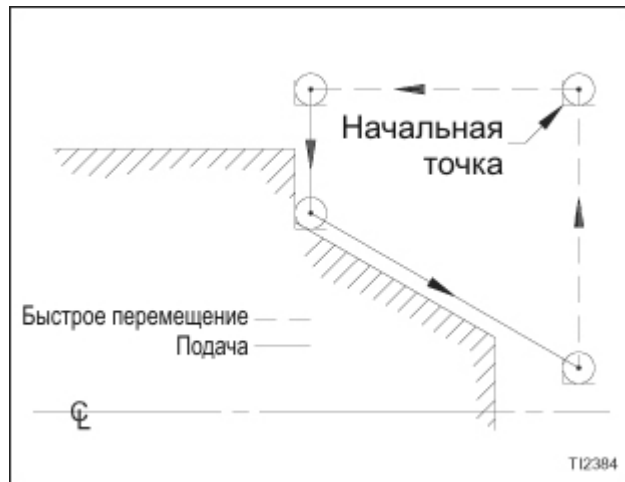 Начальная
точка
Быстрое перемещение
Подача
℄
TI2384